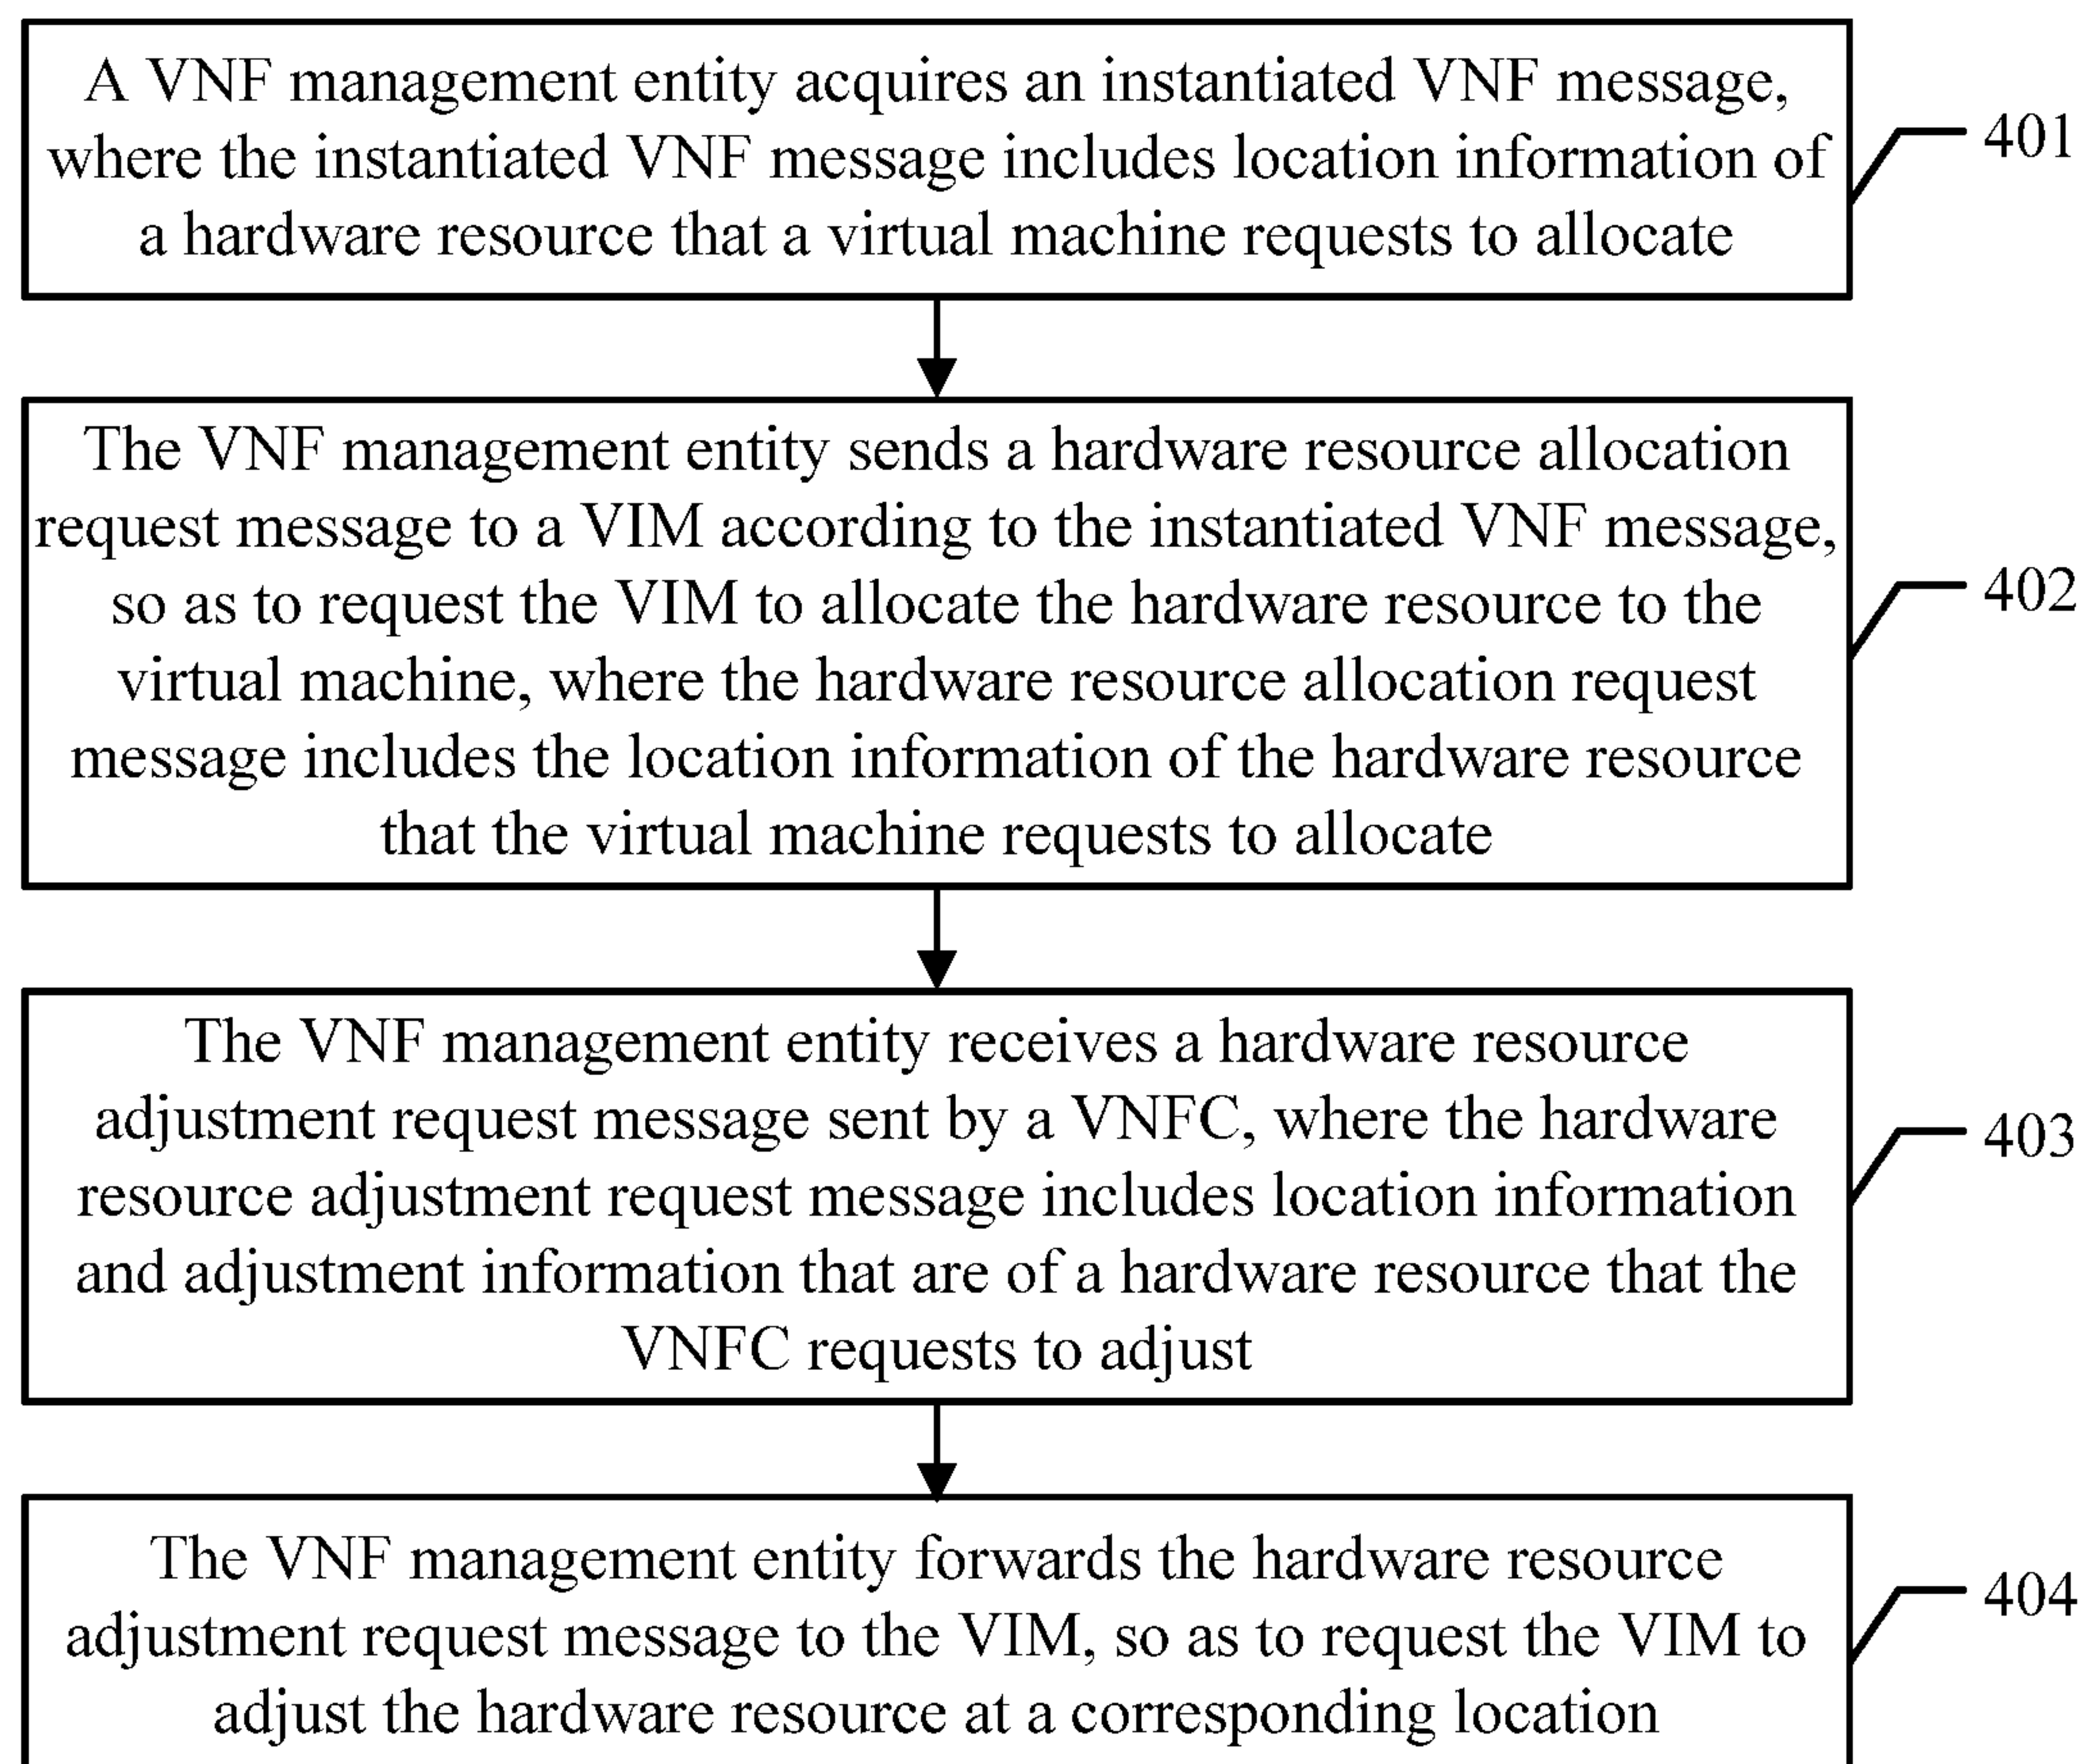 A VNF management entity acquires an instantiated VNF message,
where the instantiated VNF message includes location information of
a hardware resource that a virtual machine requests to allocate
401
The VNF management entity sends a hardware resource allocation
request message to a VIM according to the instantiated VNF message,
so as to request the VIM to allocate the hardware resource to the
virtual machine, where the hardware resource allocation request
message includes the location information of the hardware resource
that the virtual machine requests to allocate
402
The VNF management entity receives a hardware resource
adjustment request message sent by a VNFC, where the hardware
resource adjustment request message includes location information
and adjustment information that are of a hardware resource that the
VNFC requests to adjust
403
The VNF management entity forwards the hardware resource
adjustment request message to the VIM, so as to request the VIM to
adjust the hardware resource at a corresponding location
404